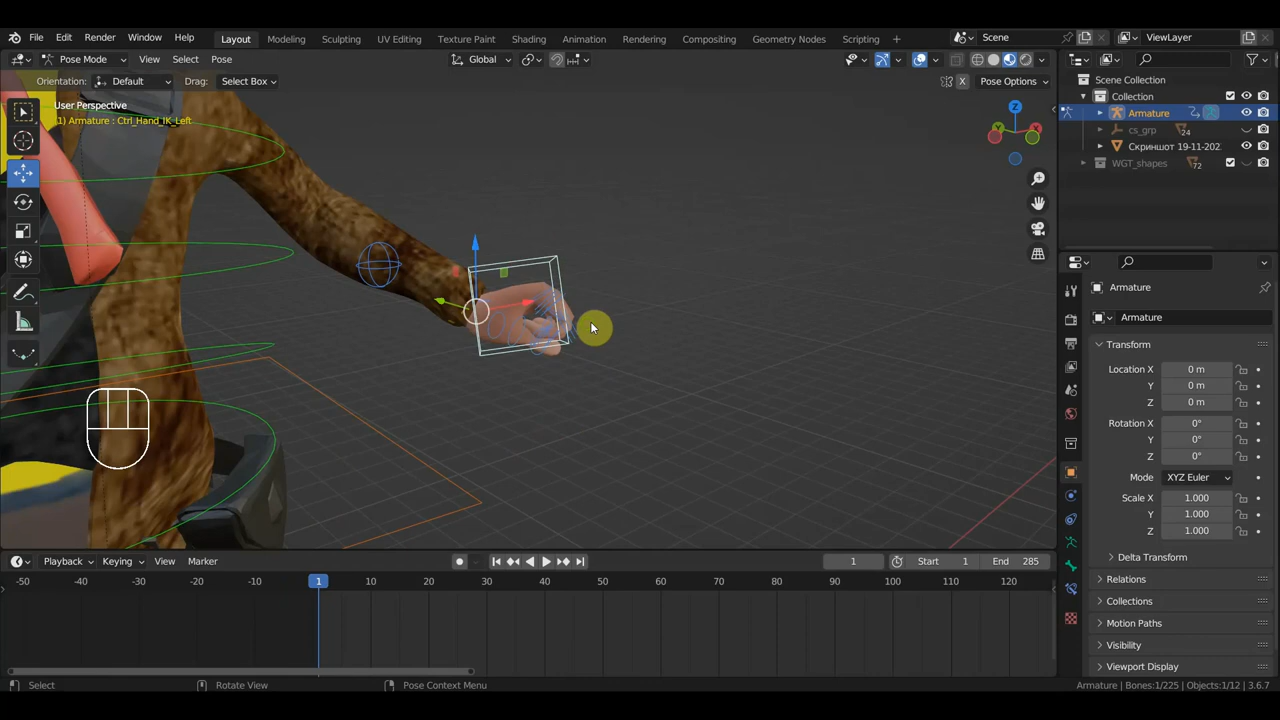 File Edit Render Window Help Layout Modeling Sculpting UV Editing Texture Paint Shading Animation Rendering Compositing Geometry Nodes Scripting + Scene ViewLayer
Pose Mode View Select Pose Global
Orientation: Default Drag: Select Box X Pose Options
User Perspective
(1) Armature : Ctrl_Hand_IK_Left
Z
Y
X
Scene Collection
Collection
Armature
cs_grp 24
Скриншот 19-11-202
WGT_shapes 72
Armature
Armature
Transform
Location X 0 m
Y 0 m
Z 0 m
Rotation X 0°
Y 0°
Z 0°
Mode XYZ Euler
Scale X 1.000
Y 1.000
Z 1.000
Delta Transform
Relations
Collections
Motion Paths
Visibility
Viewport Display
Playback Keying View Marker 1 Start 1 End 285
-50 -40 -30 -20 -10 1 10 20 30 40 50 60 70 80 90 100 110 120
Select Rotate View Pose Context Menu Armature | Bones:1/225 | Objects:1/12 | 3.6.7